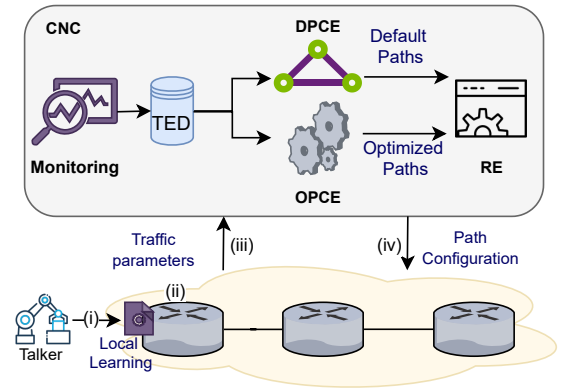 CNC
DPCE
Default
Paths
TED
Monitoring
Optimized
Paths
RE
OPCE
Traffic
parameters
(iii)
(iv)
Path
Configuration
(ii)
(i)
Talker
Local
Learning